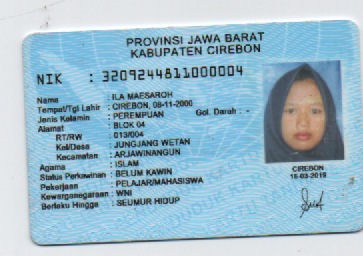 PROVINSI JAWA BARAT
KABUPATEN CIREBON
NIK : 3209244811000004
Nama : ILA MAESAROH
Tempat/Tgl Lahir : CIREBON, 08-11-2000
Jenis Kelamin : PEREMPUAN Gol. Darah : -
Alamat : BLOK 04
RT/RW : 013/004
Kel/Desa : JUNGJANG WETAN
Kecamatan : ARJAWINANGUN
Agama : ISLAM
Status Perkawinan : BELUM KAWIN
Pekerjaan : PELAJAR/MAHASISWA
Kewarganegaraan : WNI
Berlaku Hingga : SEUMUR HIDUP
CIREBON
15-03-2019